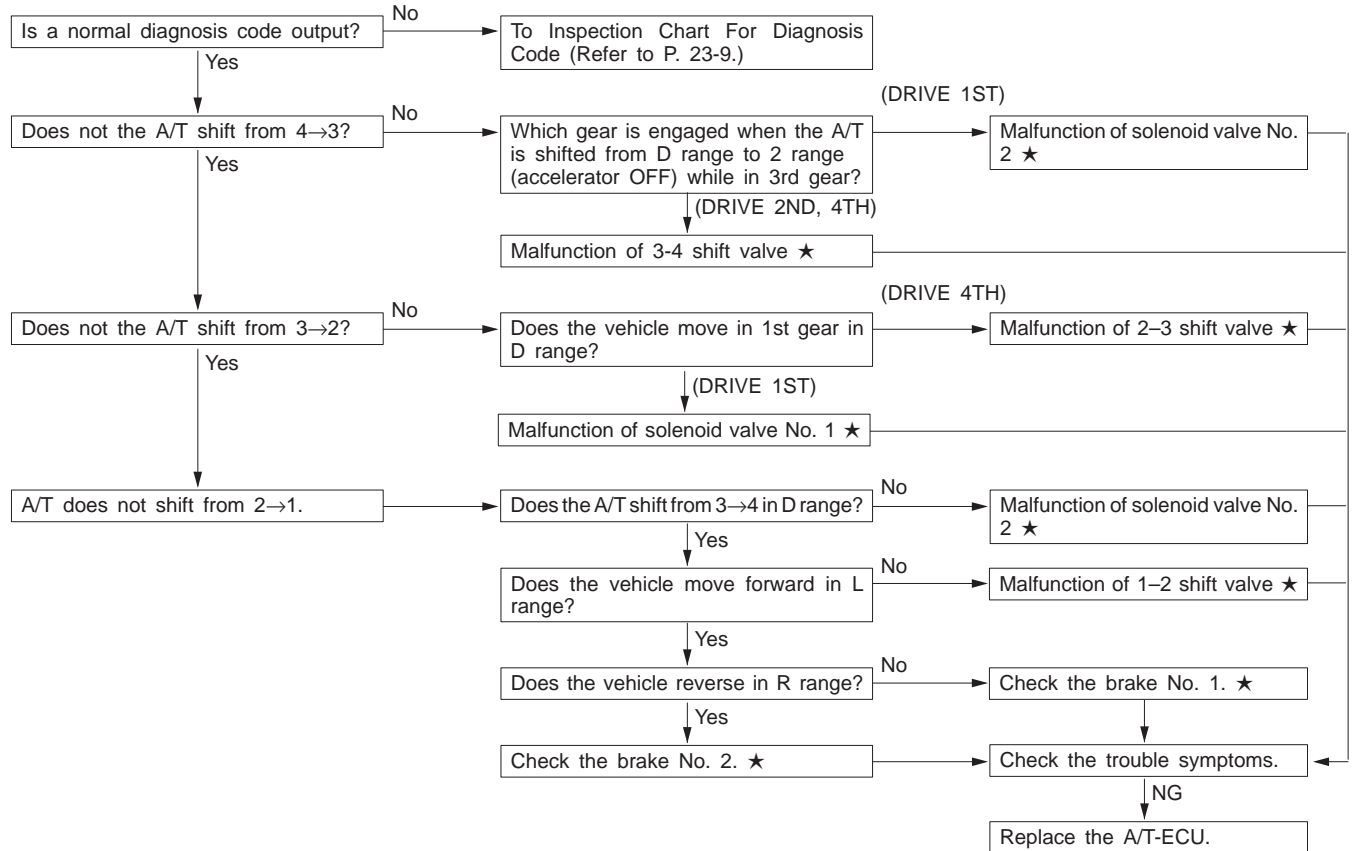 Is a normal diagnosis code output?
No
To Inspection Chart For Diagnosis
Code (Refer to P. 23-9.)
Yes
Does not the A/T shift from 4→3?
No
Which gear is engaged when the A/T
is shifted from D range to 2 range
(accelerator OFF) while in 3rd gear?
(DRIVE 1ST)
Malfunction of solenoid valve No.
2 ★
Yes
(DRIVE 2ND, 4TH)
Malfunction of 3-4 shift valve ★
Does not the A/T shift from 3→2?
No
Does the vehicle move in 1st gear in
D range?
(DRIVE 4TH)
Malfunction of 2–3 shift valve ★
Yes
(DRIVE 1ST)
Malfunction of solenoid valve No. 1 ★
A/T does not shift from 2→1.
Does the A/T shift from 3→4 in D range?
No
Malfunction of solenoid valve No.
2 ★
Yes
Does the vehicle move forward in L
range?
No
Malfunction of 1–2 shift valve ★
Yes
Does the vehicle reverse in R range?
No
Check the brake No. 1. ★
Yes
Check the brake No. 2. ★
Check the trouble symptoms.
NG
Replace the A/T-ECU.